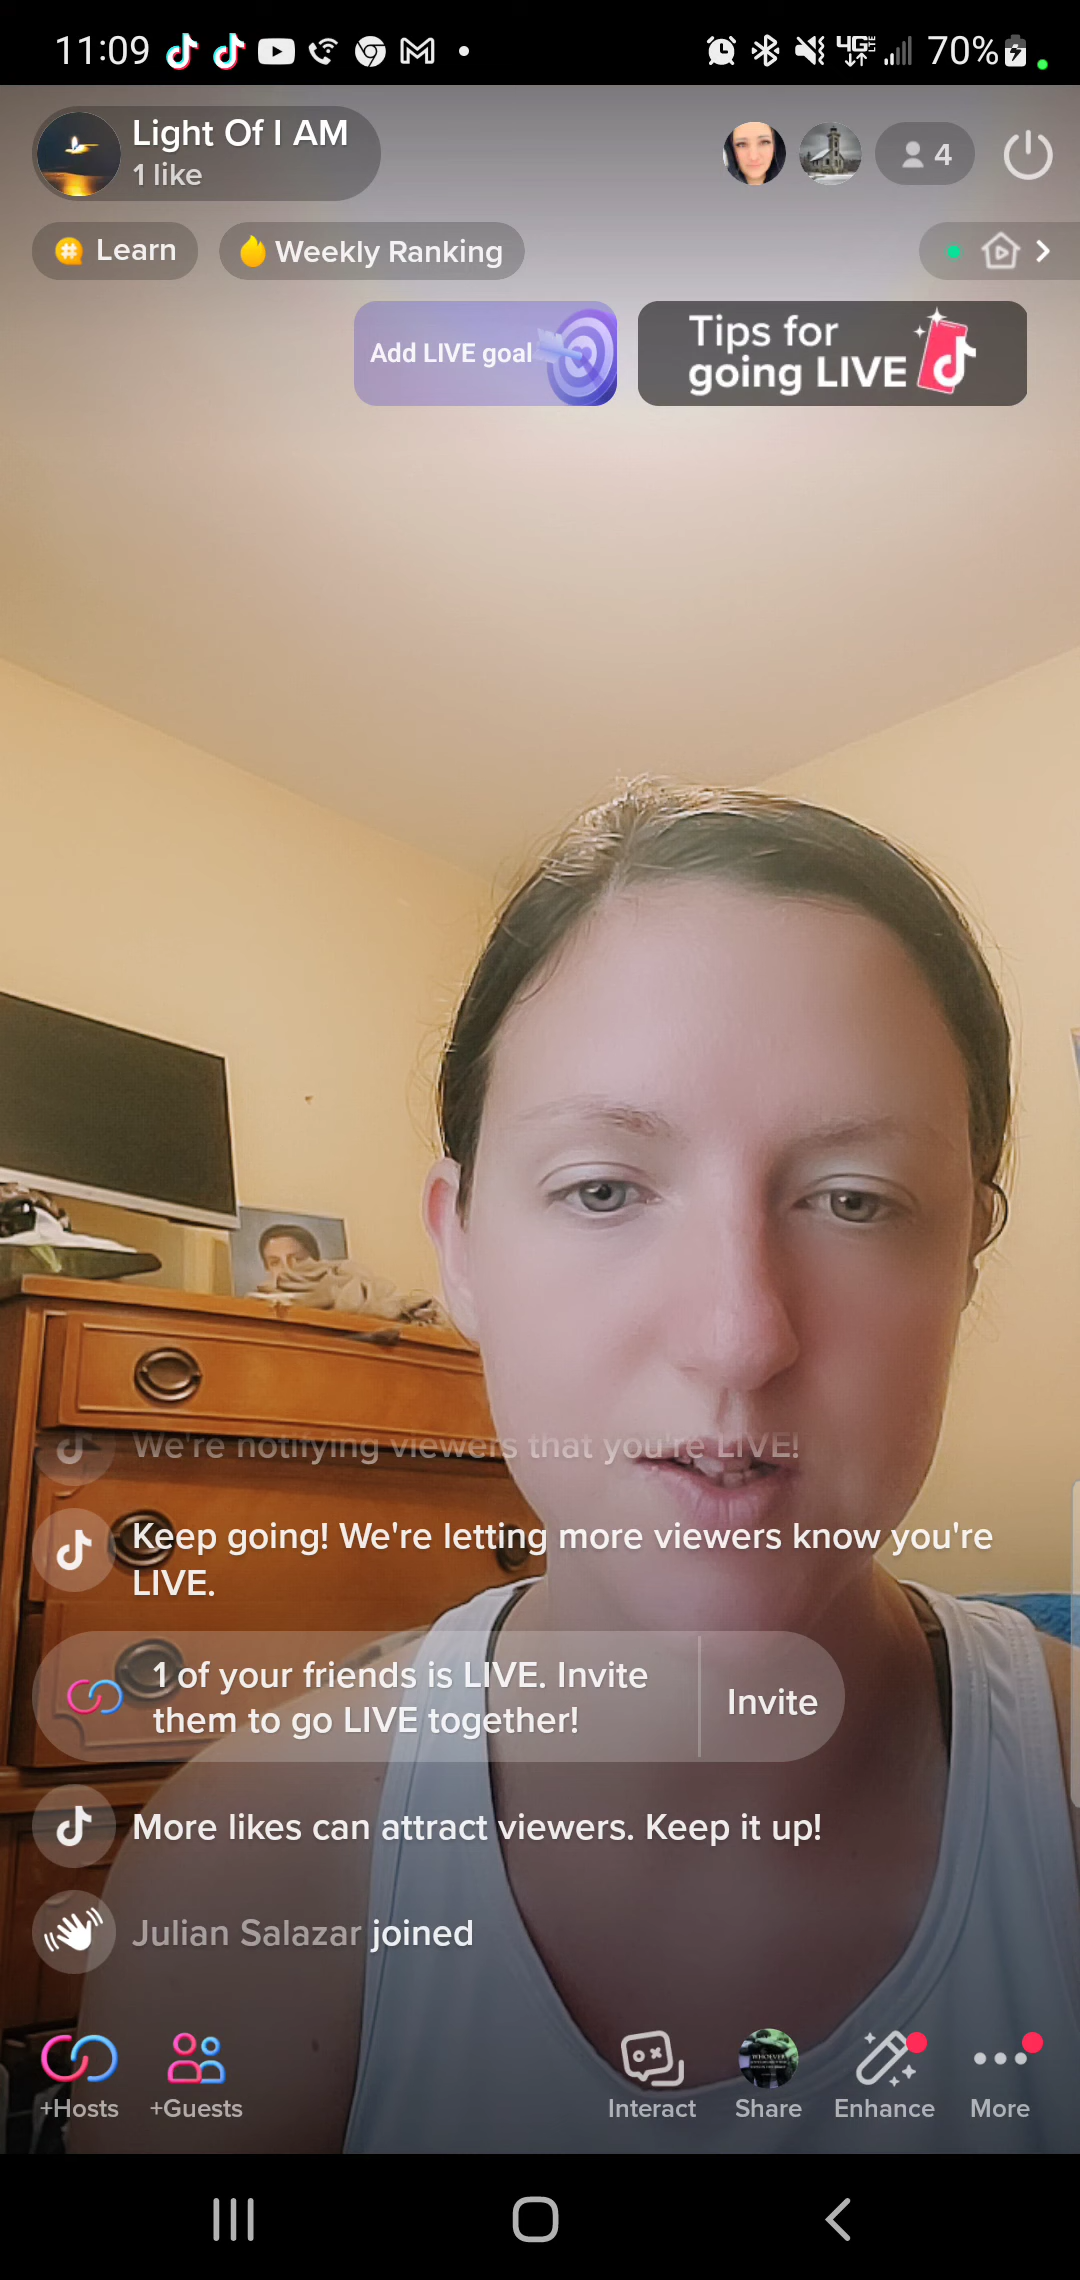 11:09
4G LTE
70%
Light Of I AM
1 like
4
Learn
Weekly Ranking
Add LIVE goal
Tips for
going LIVE
We're notifying viewers that you're LIVE!
Keep going! We're letting more viewers know you're
LIVE.
1 of your friends is LIVE. Invite
them to go LIVE together!
Invite
More likes can attract viewers. Keep it up!
Julian Salazar joined
+Hosts
+Guests
Interact
Share
Enhance
More